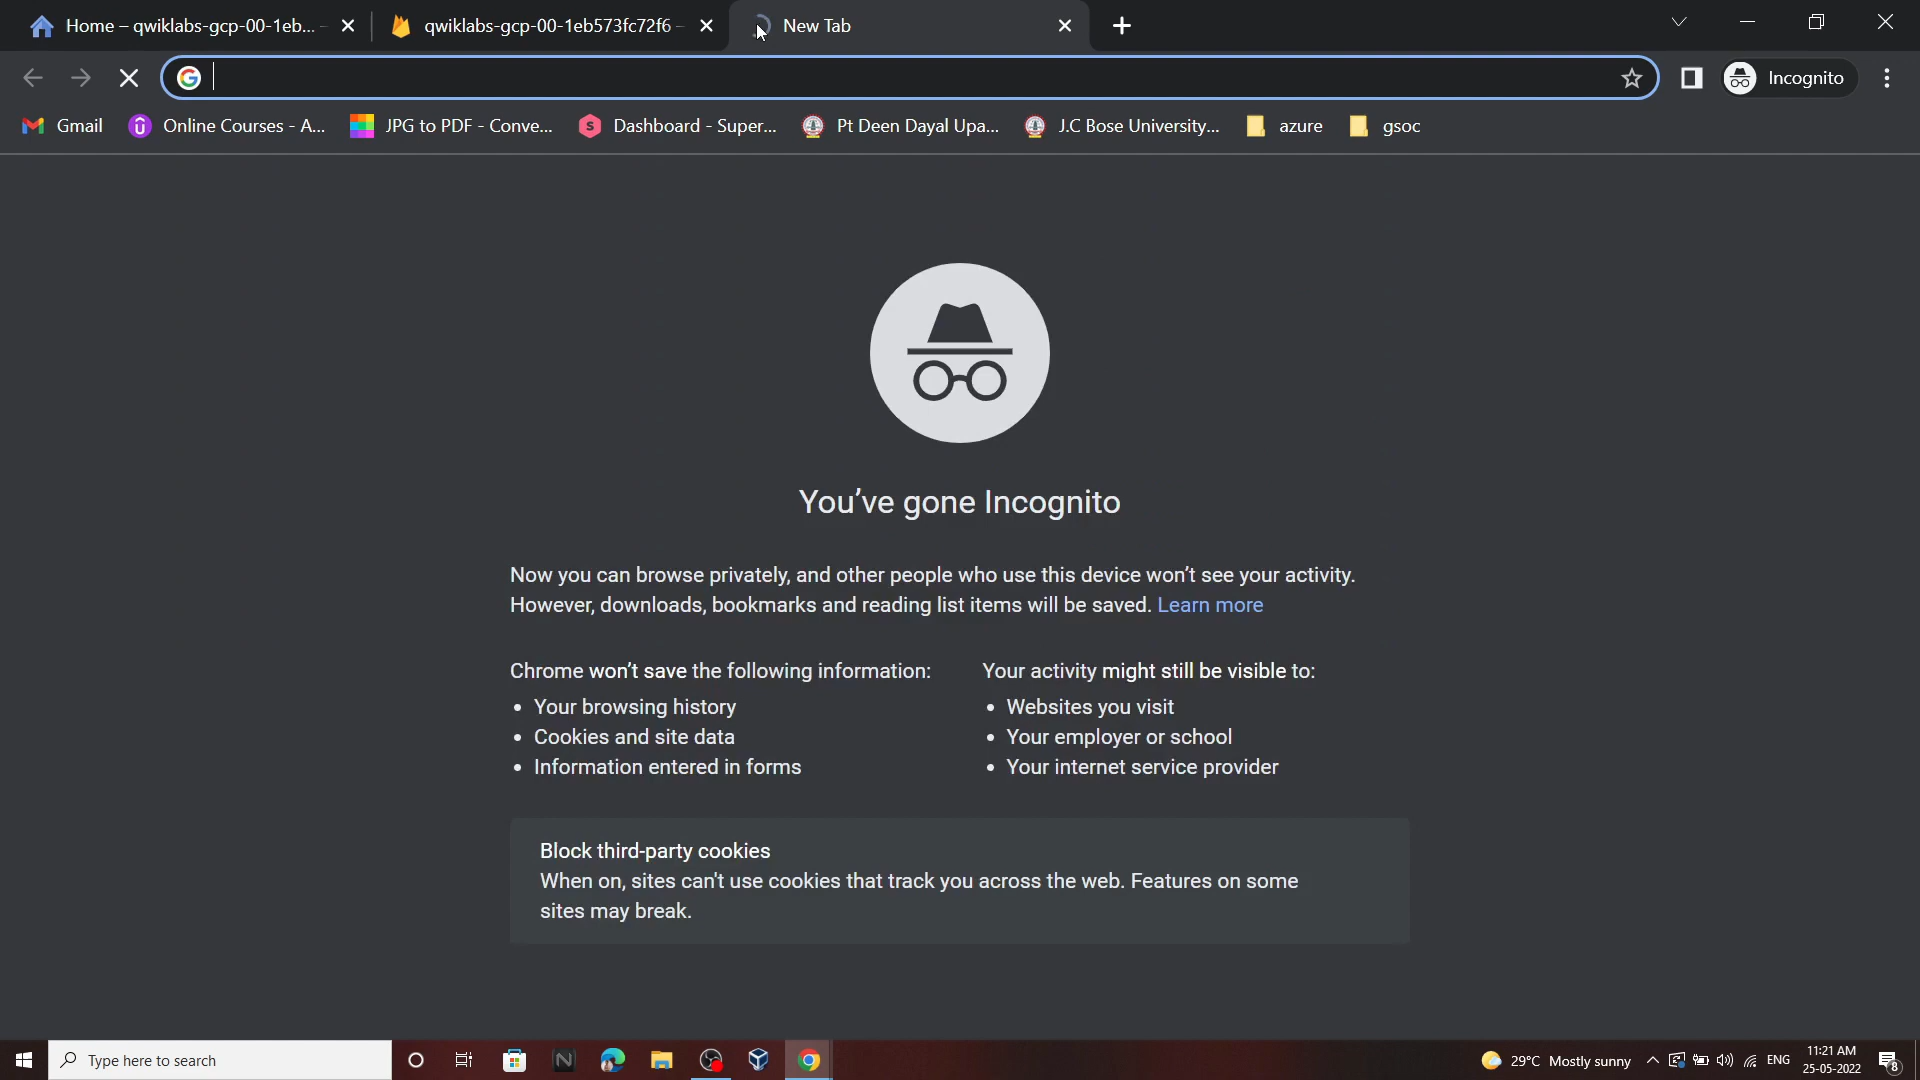 Home – qwiklabs-gcp-00-1eb...
qwiklabs-gcp-00-1eb573fc72f6 –
New Tab
Incognito
Gmail
Online Courses - A...
JPG to PDF - Conve...
Dashboard - Super...
Pt Deen Dayal Upa...
J.C Bose University...
azure
gsoc
You've gone Incognito
Now you can browse privately, and other people who use this device won't see your activity.
However, downloads, bookmarks and reading list items will be saved. Learn more
Chrome won't save the following information:
Your browsing history
Cookies and site data
Information entered in forms
Your activity might still be visible to:
Websites you visit
Your employer or school
Your internet service provider
Block third-party cookies
When on, sites can't use cookies that track you across the web. Features on some
sites may break.
Type here to search
29°C Mostly sunny
ENG
11:21 AM
25-05-2022
8